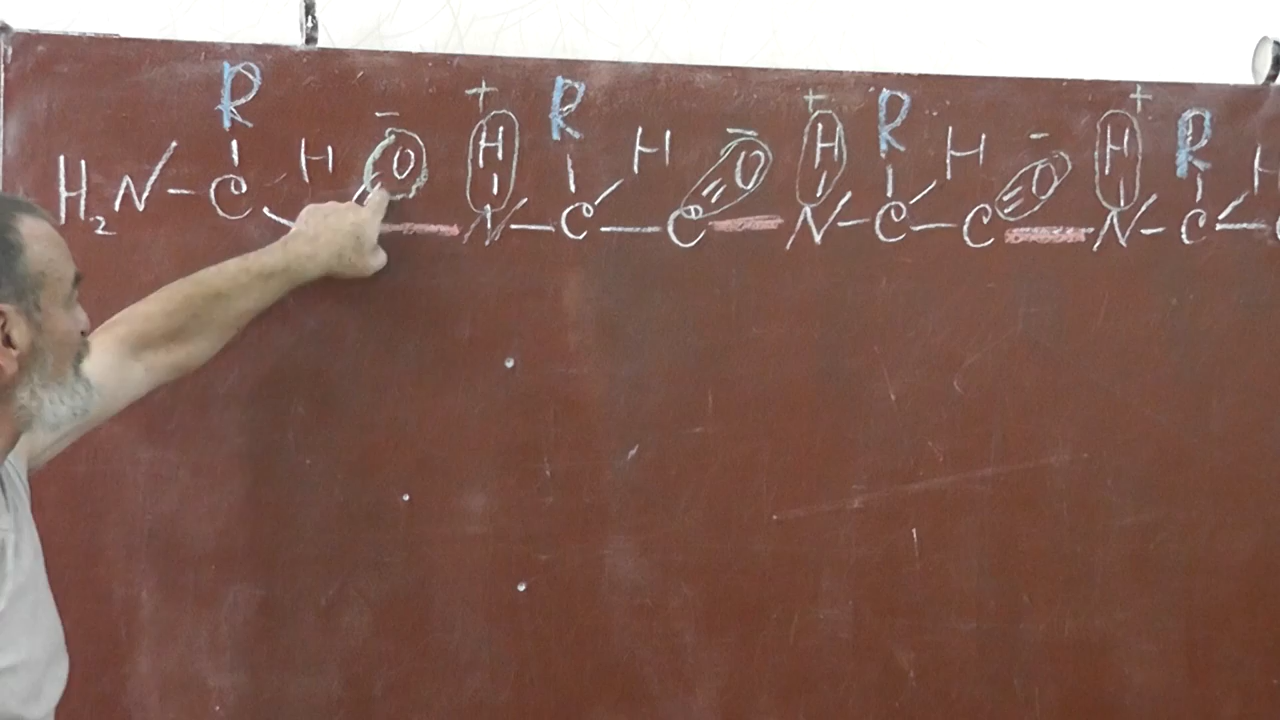 R + R + R + R
H − H H − H H − H H
O O O
H₂N – C N – C – C N – C – C N – C –